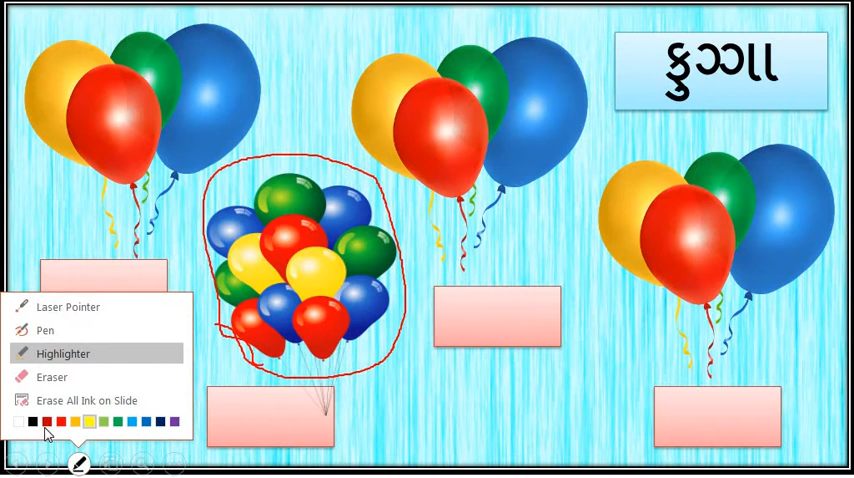 ફુગ્ગા
Laser Pointer
Pen
Highlighter
Eraser
Erase All Ink on Slide